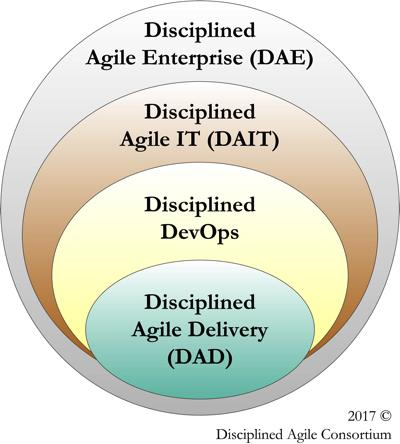 Disciplined
Agile Enterprise (DAE)
Disciplined
Agile IT (DAIT)
Disciplined
DevOps
Disciplined
Agile Delivery
(DAD)
2017 ©
Disciplined Agile Consortium